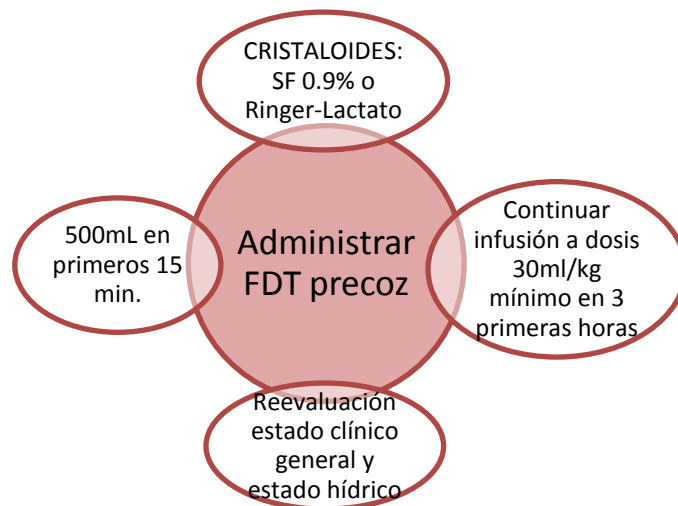 CRISTALOIDES:
SF 0.9% o
Ringer-Lactato
500mL en
primeros 15
min.
Administrar
FDT precoz
Continuar
infusión a dosis
30ml/kg
mínimo en 3
primeras horas
Reevaluación
estado clínico
general y
estado hídrico